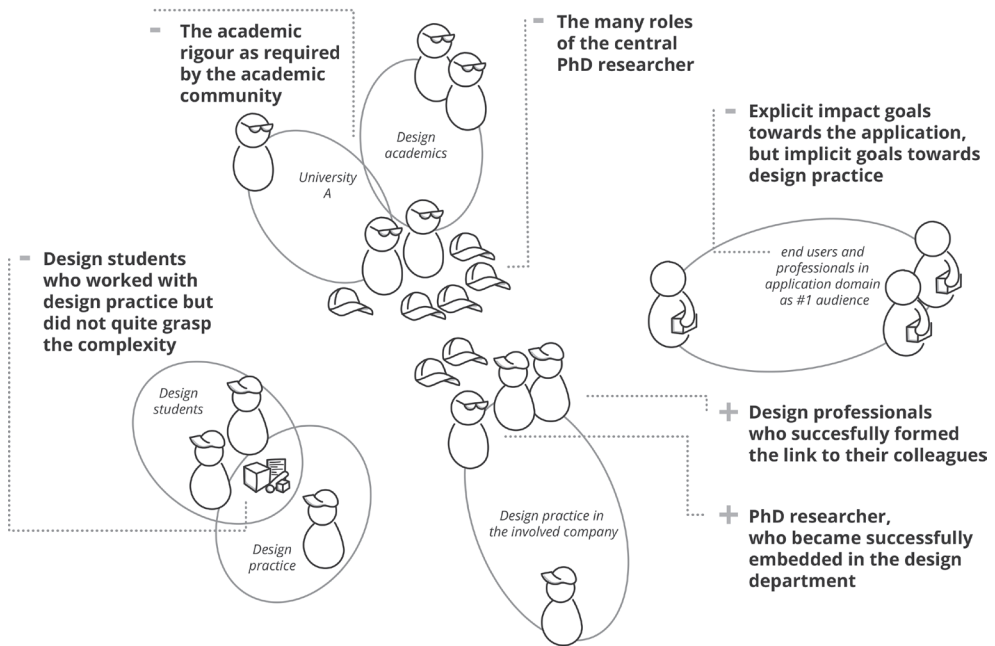 - The academic
rigour as required
by the academic
community
- The many roles
of the central
PhD researcher
- Explicit impact goals
towards the application,
but implicit goals towards
design practice
Design
academics
University
A
end users and
professionals in
application domain
as #1 audience
- Design students
who worked with
design practice but
did not quite grasp
the complexity
Design
students
Design
practice
Design practice in
the involved company
+ Design professionals
who succesfully formed
the link to their colleagues
+ PhD researcher,
who became successfully
embedded in the design
department